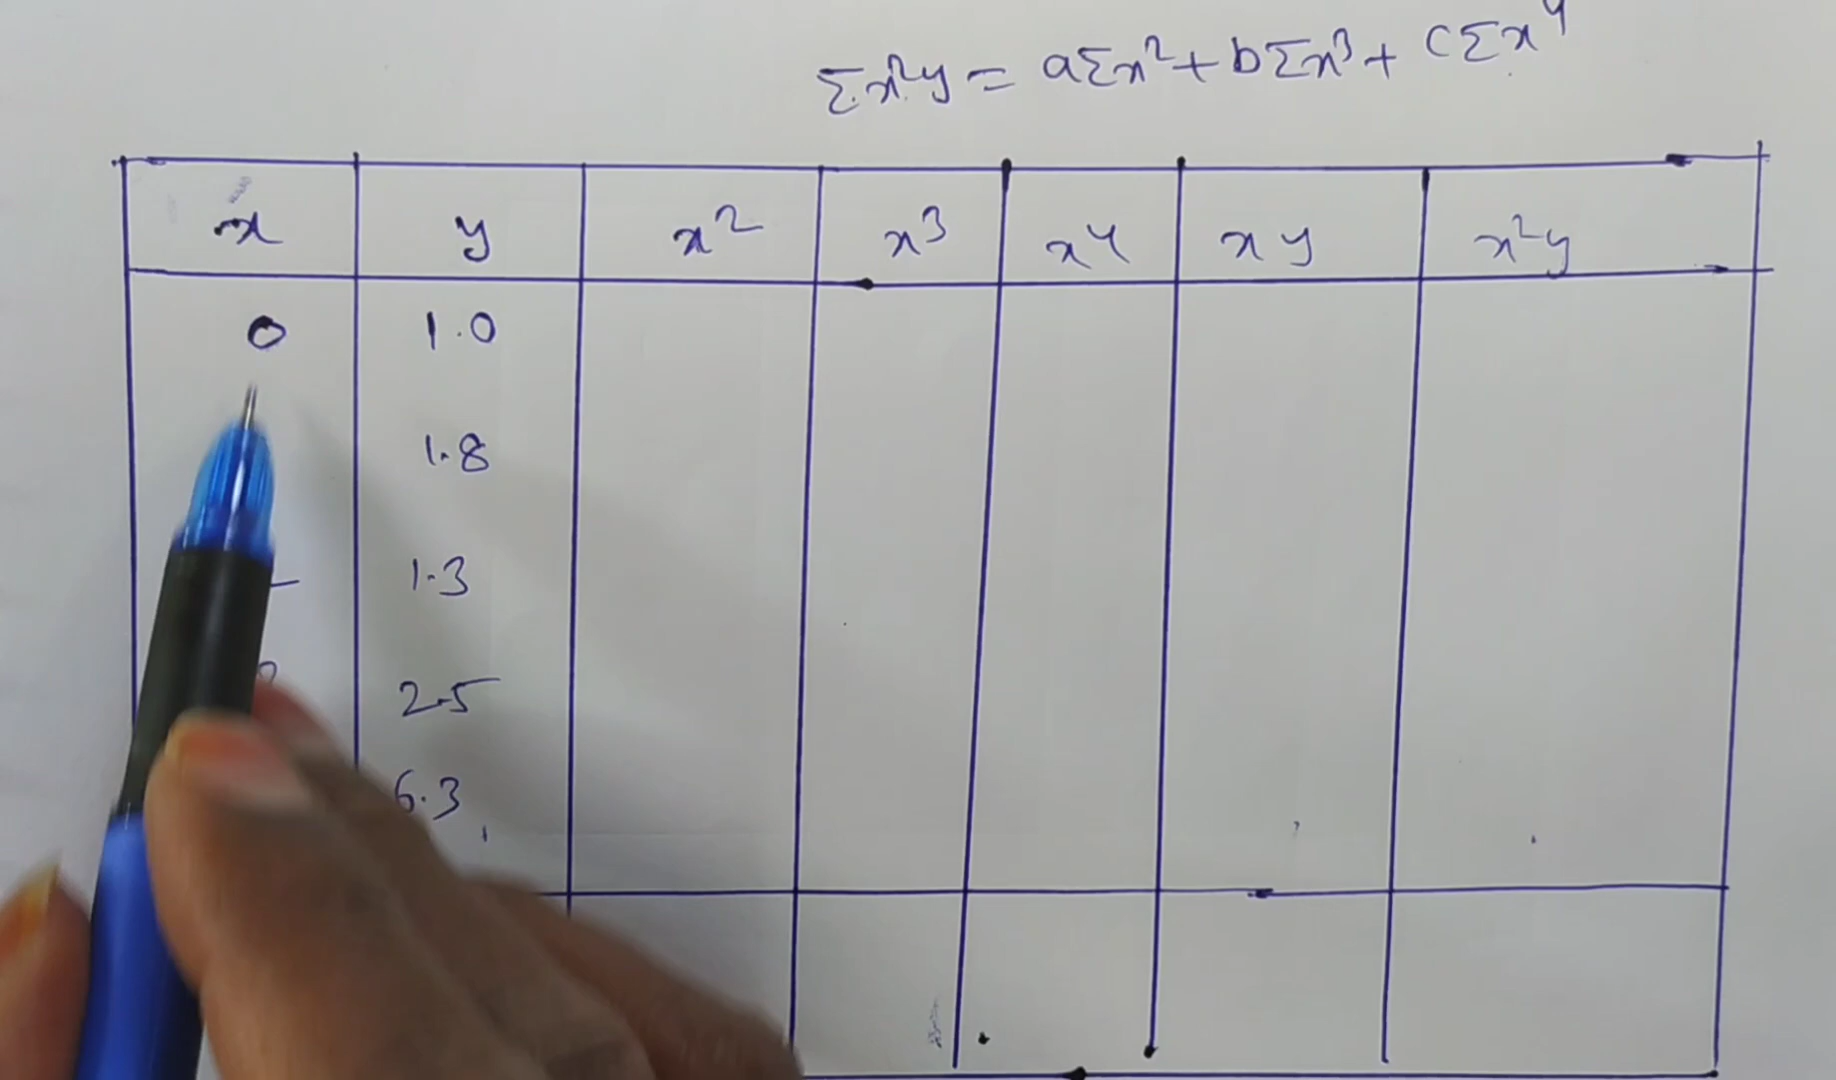 Σx²y = aΣx² + bΣx³ + cΣx⁴
x y x² x³ x⁴ xy x²y
0 1.0
1.8
1.3
2.5
6.3